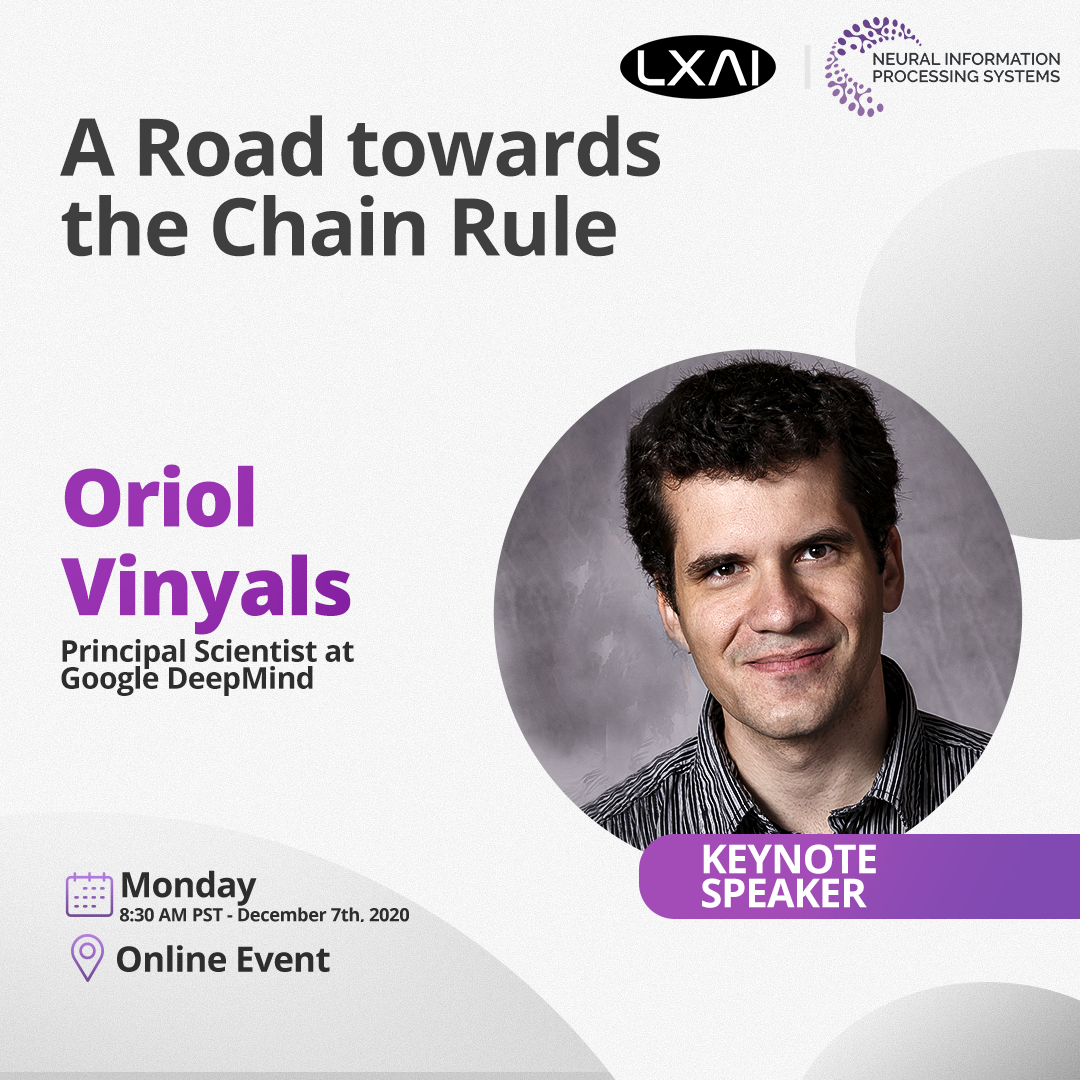 LXAI
NEURAL INFORMATION
PROCESSING SYSTEMS
A Road towards
the Chain Rule
Oriol
Vinyals
Principal Scientist at
Google DeepMind
KEYNOTE
SPEAKER
Monday
8:30 AM PST - December 7th. 2020
Online Event